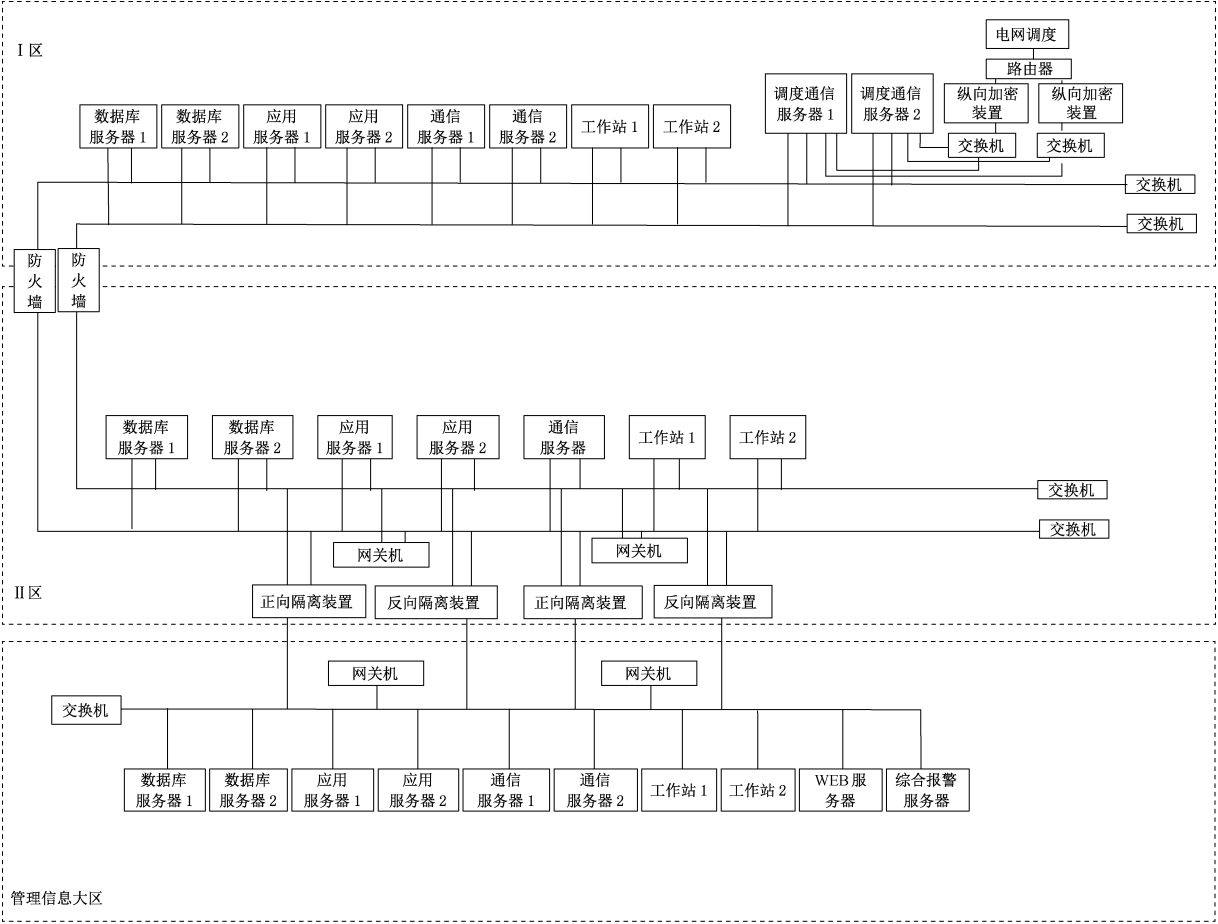 Ⅰ区
电网调度
路由器
数据库
服务器1
数据库
服务器2
应用
服务器1
应用
服务器2
通信
服务器1
通信
服务器2
工作站1
工作站2
调度通信
服务器1
调度通信
服务器2
纵向加密
装置
纵向加密
装置
交换机
交换机
交换机
交换机
防
火
墙
防
火
墙
数据库
服务器1
数据库
服务器2
应用
服务器1
应用
服务器2
通信
服务器
工作站1
工作站2
交换机
交换机
网关机
网关机
Ⅱ区
正向隔离装置
反向隔离装置
正向隔离装置
反向隔离装置
网关机
网关机
交换机
数据库
服务器1
数据库
服务器2
应用
服务器1
应用
服务器2
通信
服务器1
通信
服务器2
工作站1
工作站2
WEB服
务器
综合报警
服务器
管理信息大区